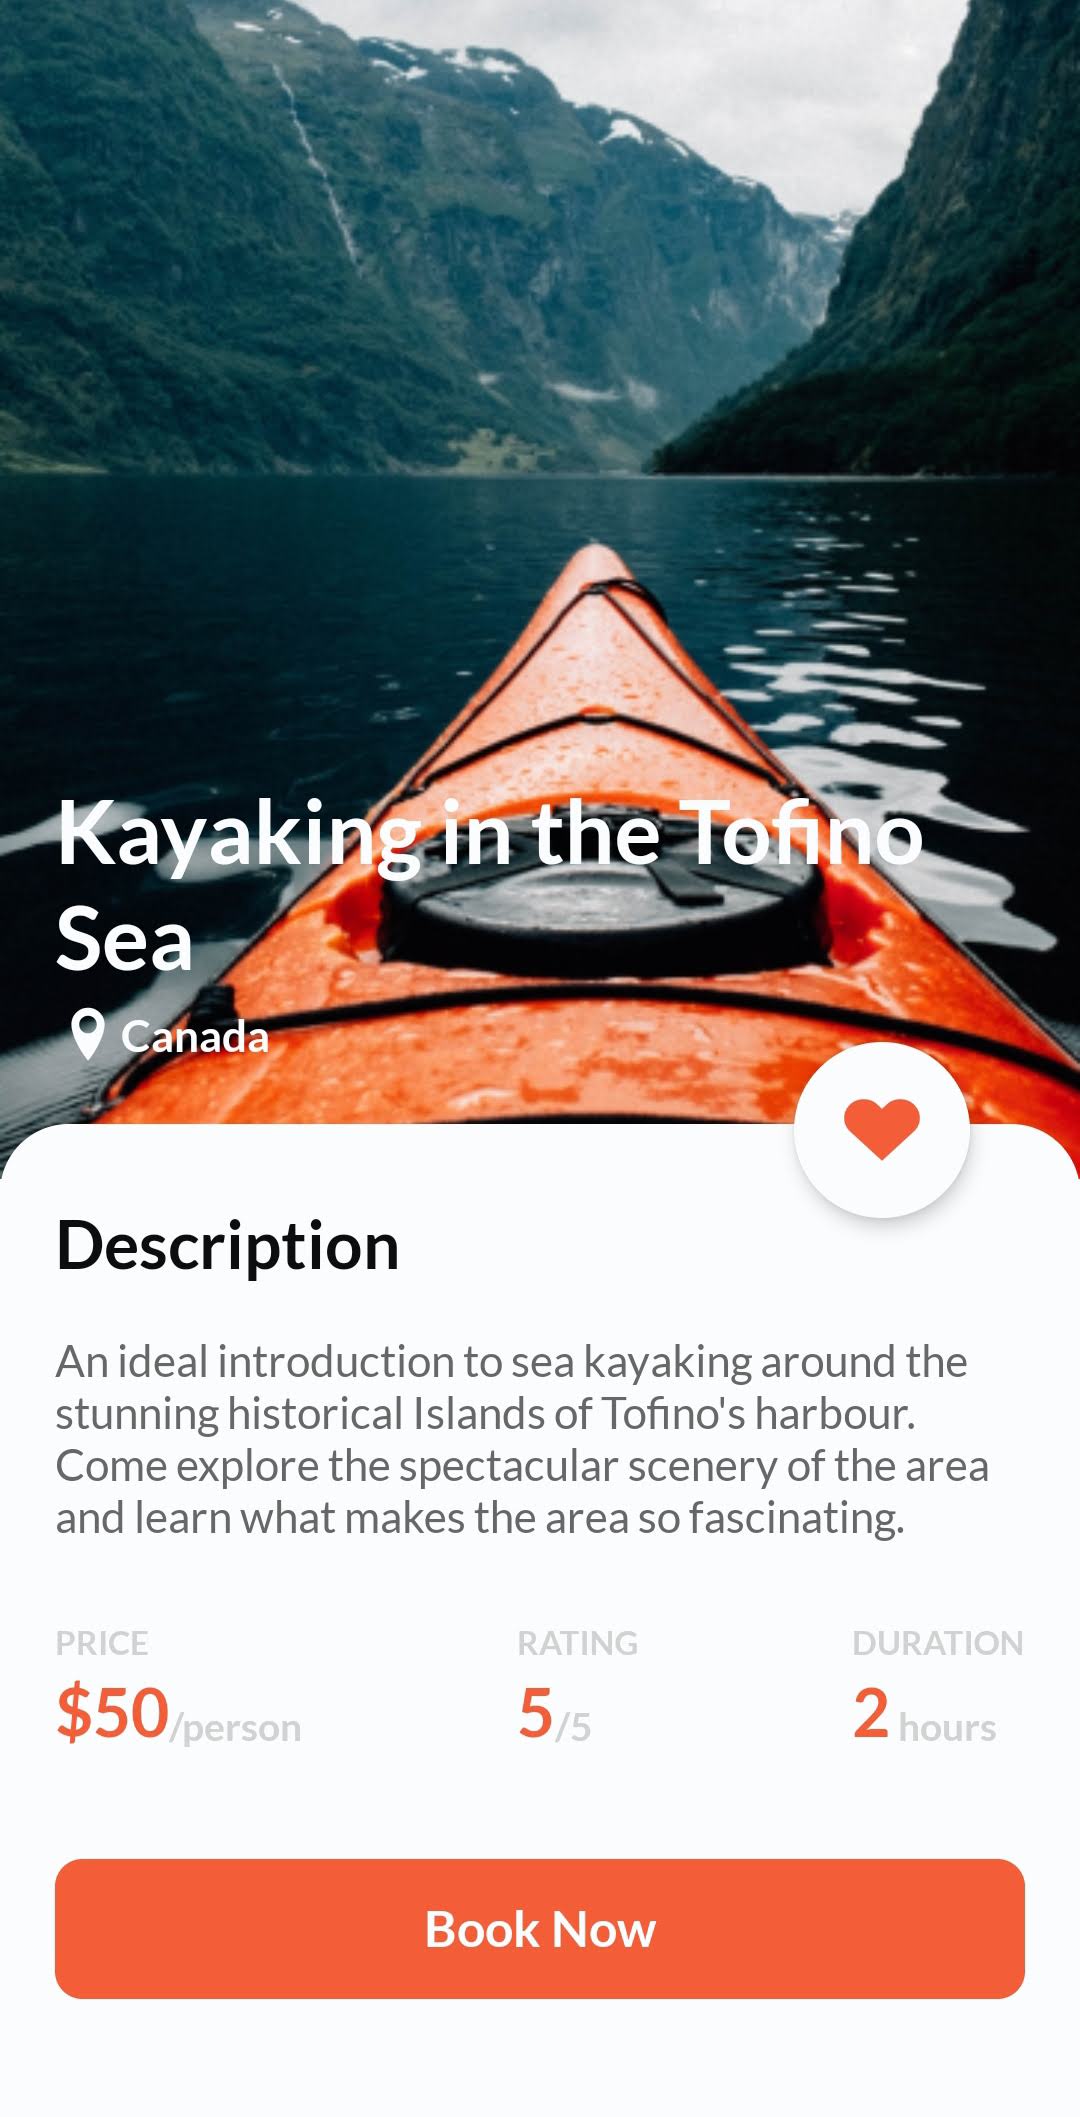 Kayaking in the Tofino
Sea
Canada
Description
An ideal introduction to sea kayaking around the
stunning historical Islands of Tofino's harbour.
Come explore the spectacular scenery of the area
and learn what makes the area so fascinating.
PRICE RATING DURATION
$50/person 5/5 2 hours
Book Now